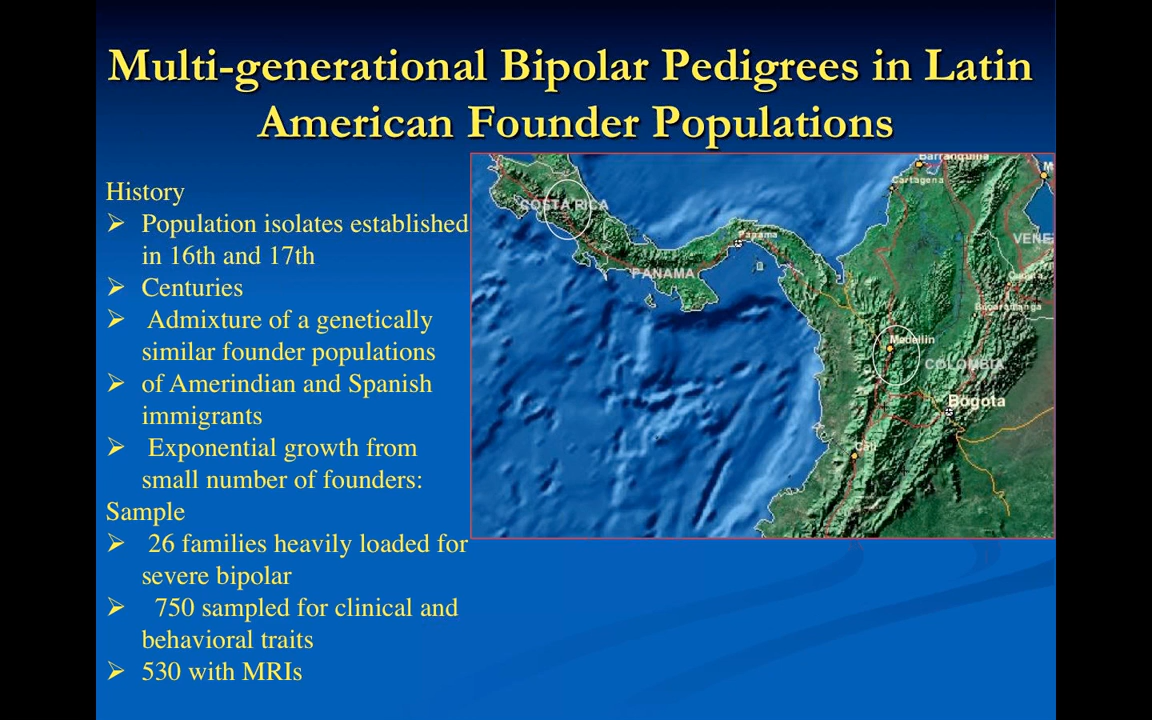 Multi-generational Bipolar Pedigrees in Latin
American Founder Populations
History
➢ Population isolates established
in 16th and 17th
➢ Centuries
➢ Admixture of a genetically
similar founder populations
➢ of Amerindian and Spanish
immigrants
➢ Exponential growth from
small number of founders:
Sample
➢ 26 families heavily loaded for
severe bipolar
➢ 750 sampled for clinical and
behavioral traits
➢ 530 with MRIs
Barranquilla
Cartagena
M
COSTA RICA
Panama
VENE
PANAMA
Cucuta
Bucaramanga
Medellin
COLOMBIA
Bogota
Cali